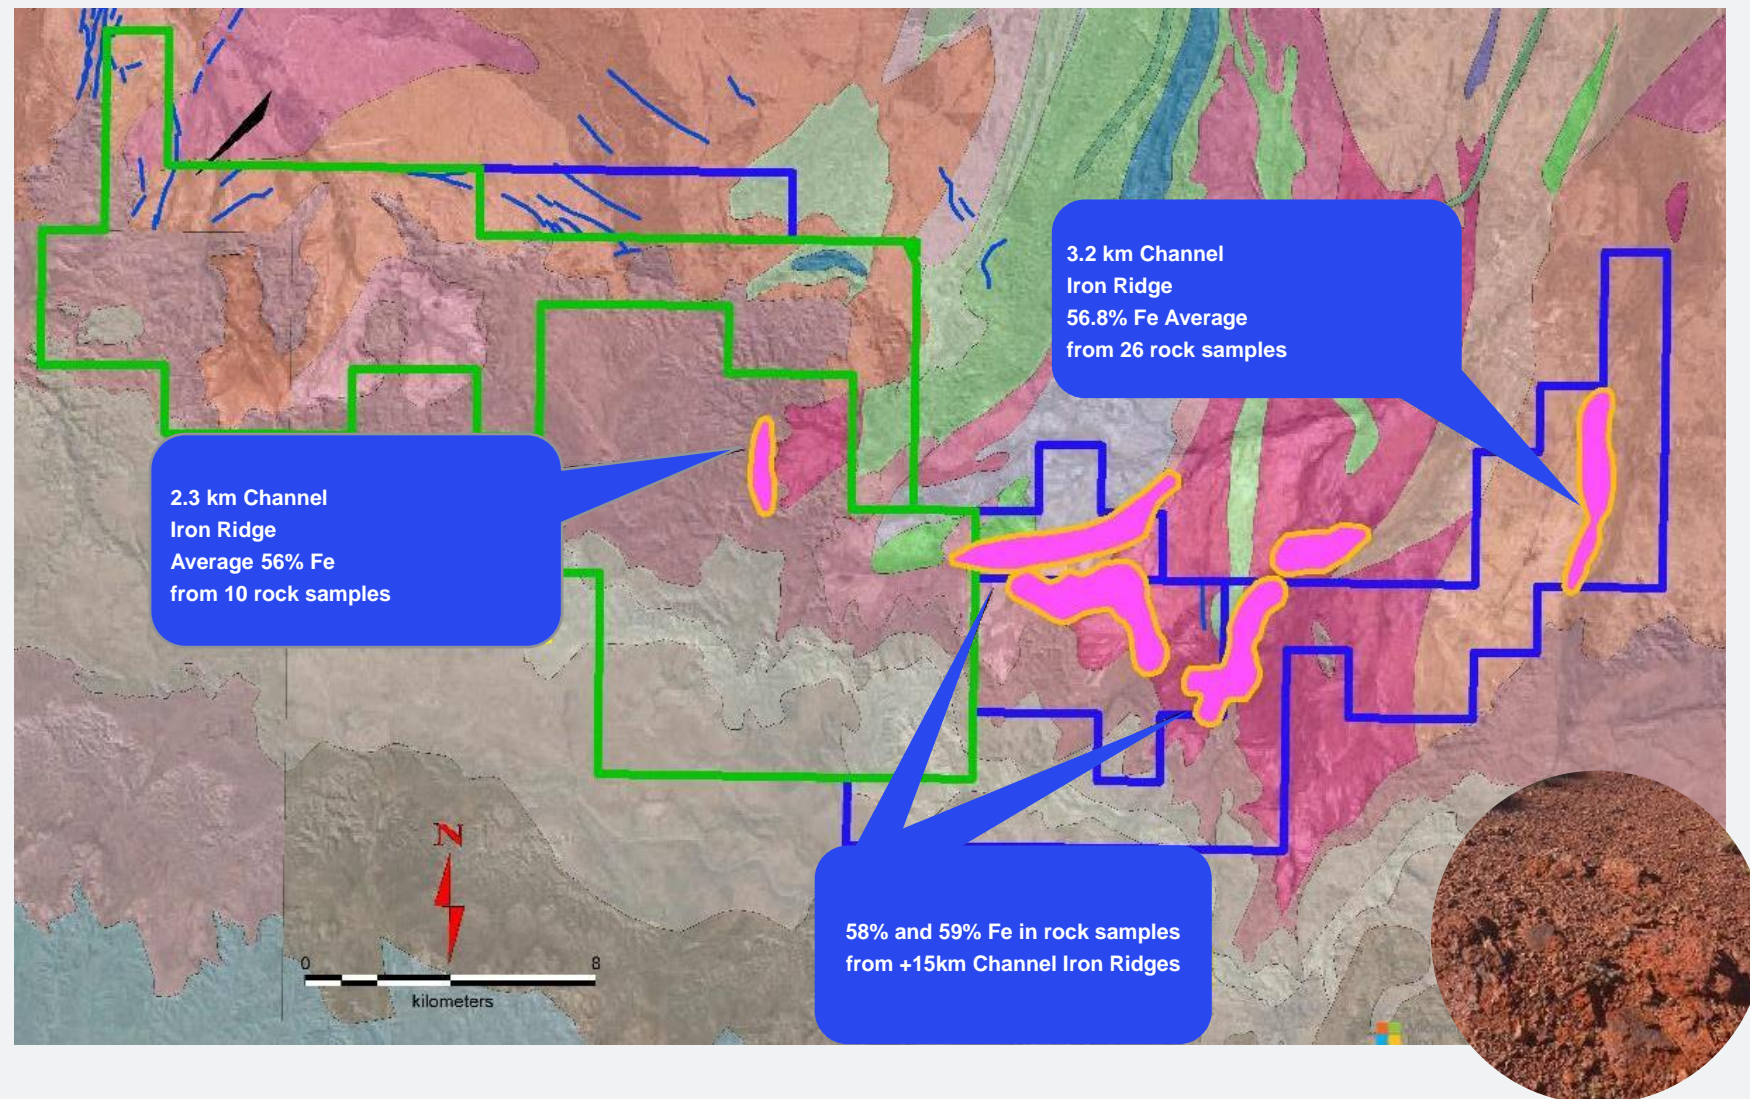 3.2 km Channel
Iron Ridge
56.8% Fe Average
from 26 rock samples
2.3 km Channel
Iron Ridge
Average 56% Fe
from 10 rock samples
58% and 59% Fe in rock samples
from +15km Channel Iron Ridges
N
0 8
kilometers